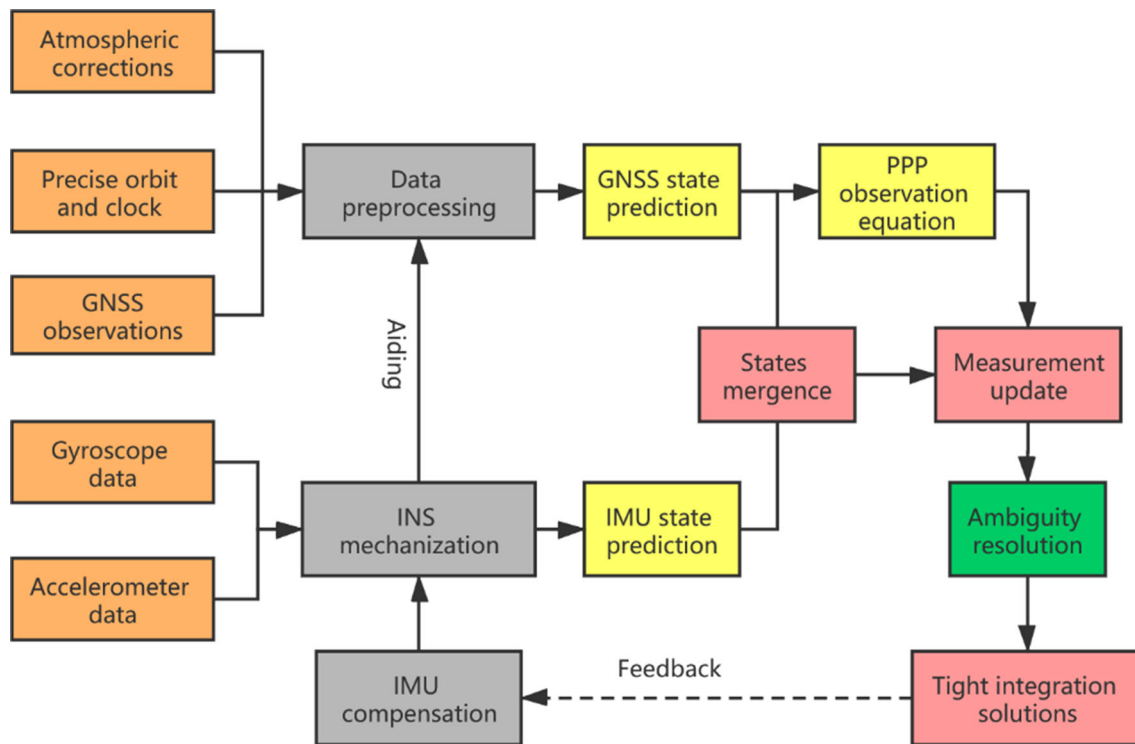 Atmospheric
corrections
Precise orbit
and clock
GNSS
observations
Gyroscope
data
Accelerometer
data
Data
preprocessing
Aiding
INS
mechanization
IMU
compensation
GNSS state
prediction
IMU state
prediction
States
mergence
PPP
observation
equation
Measurement
update
Ambiguity
resolution
Tight integration
solutions
Feedback